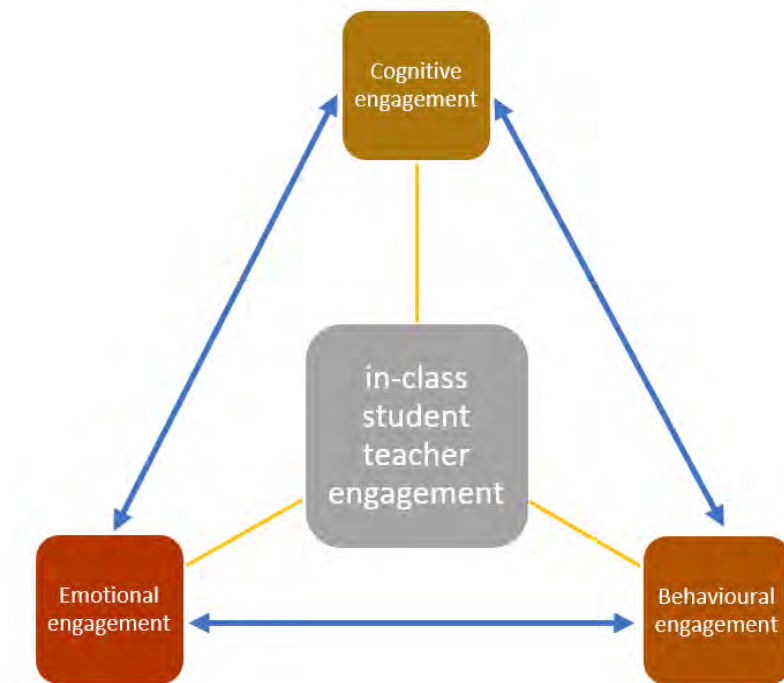 Cognitive
engagement
in-class
student
teacher
engagement
Emotional
engagement
Behavioural
engagement